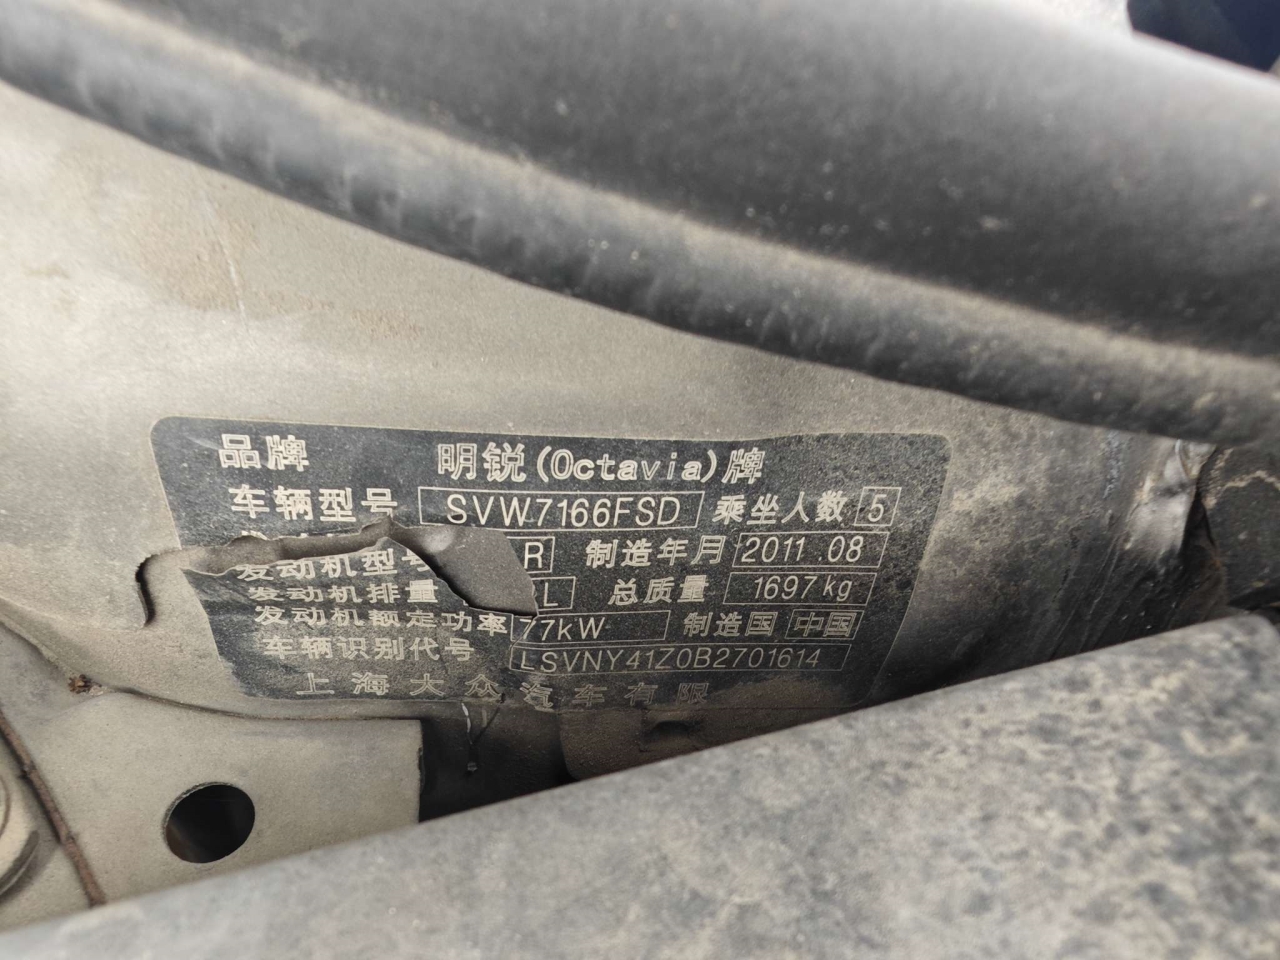 品牌 明锐(Octavia)牌
车辆型号 SVW7166FSD 乘坐人数 5
发动机型号 R 制造年月 2011.08
发动机排量 L 总质量 1697kg
发动机额定功率 77kW 制造国 中国
车辆识别代号 LSVNY41Z0B2701614
上海大众汽车有限